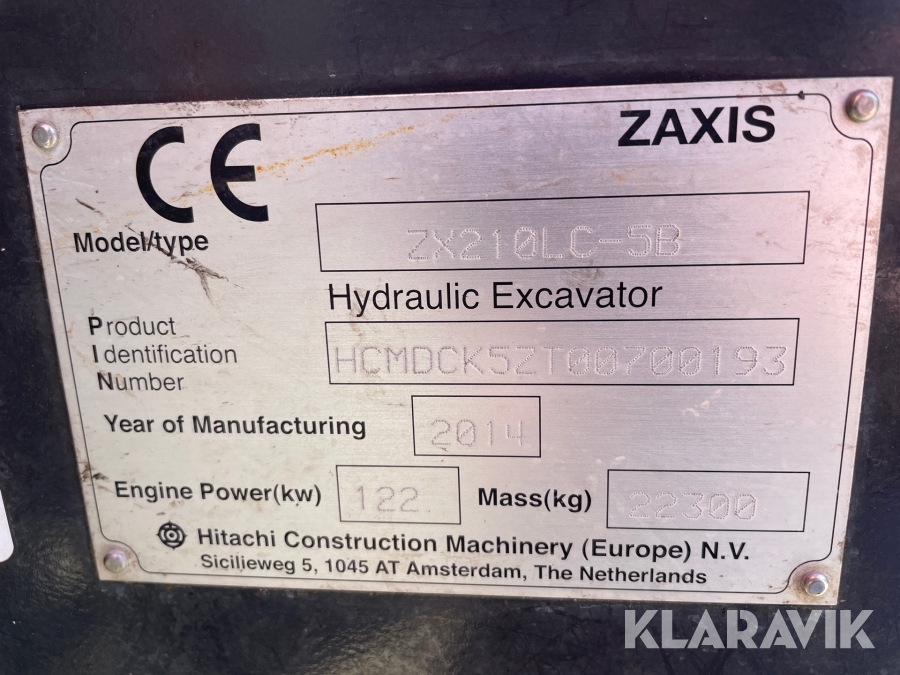 CE
ZAXIS
Model/type ZX210LC-5B
Hydraulic Excavator
Product
Identification HCMDCK5ZT00700193
Number
Year of Manufacturing 2014
Engine Power(kw) 122 Mass(kg) 22300
Hitachi Construction Machinery (Europe) N.V.
Sicilieweg 5, 1045 AT Amsterdam, The Netherlands
KLARAVIK